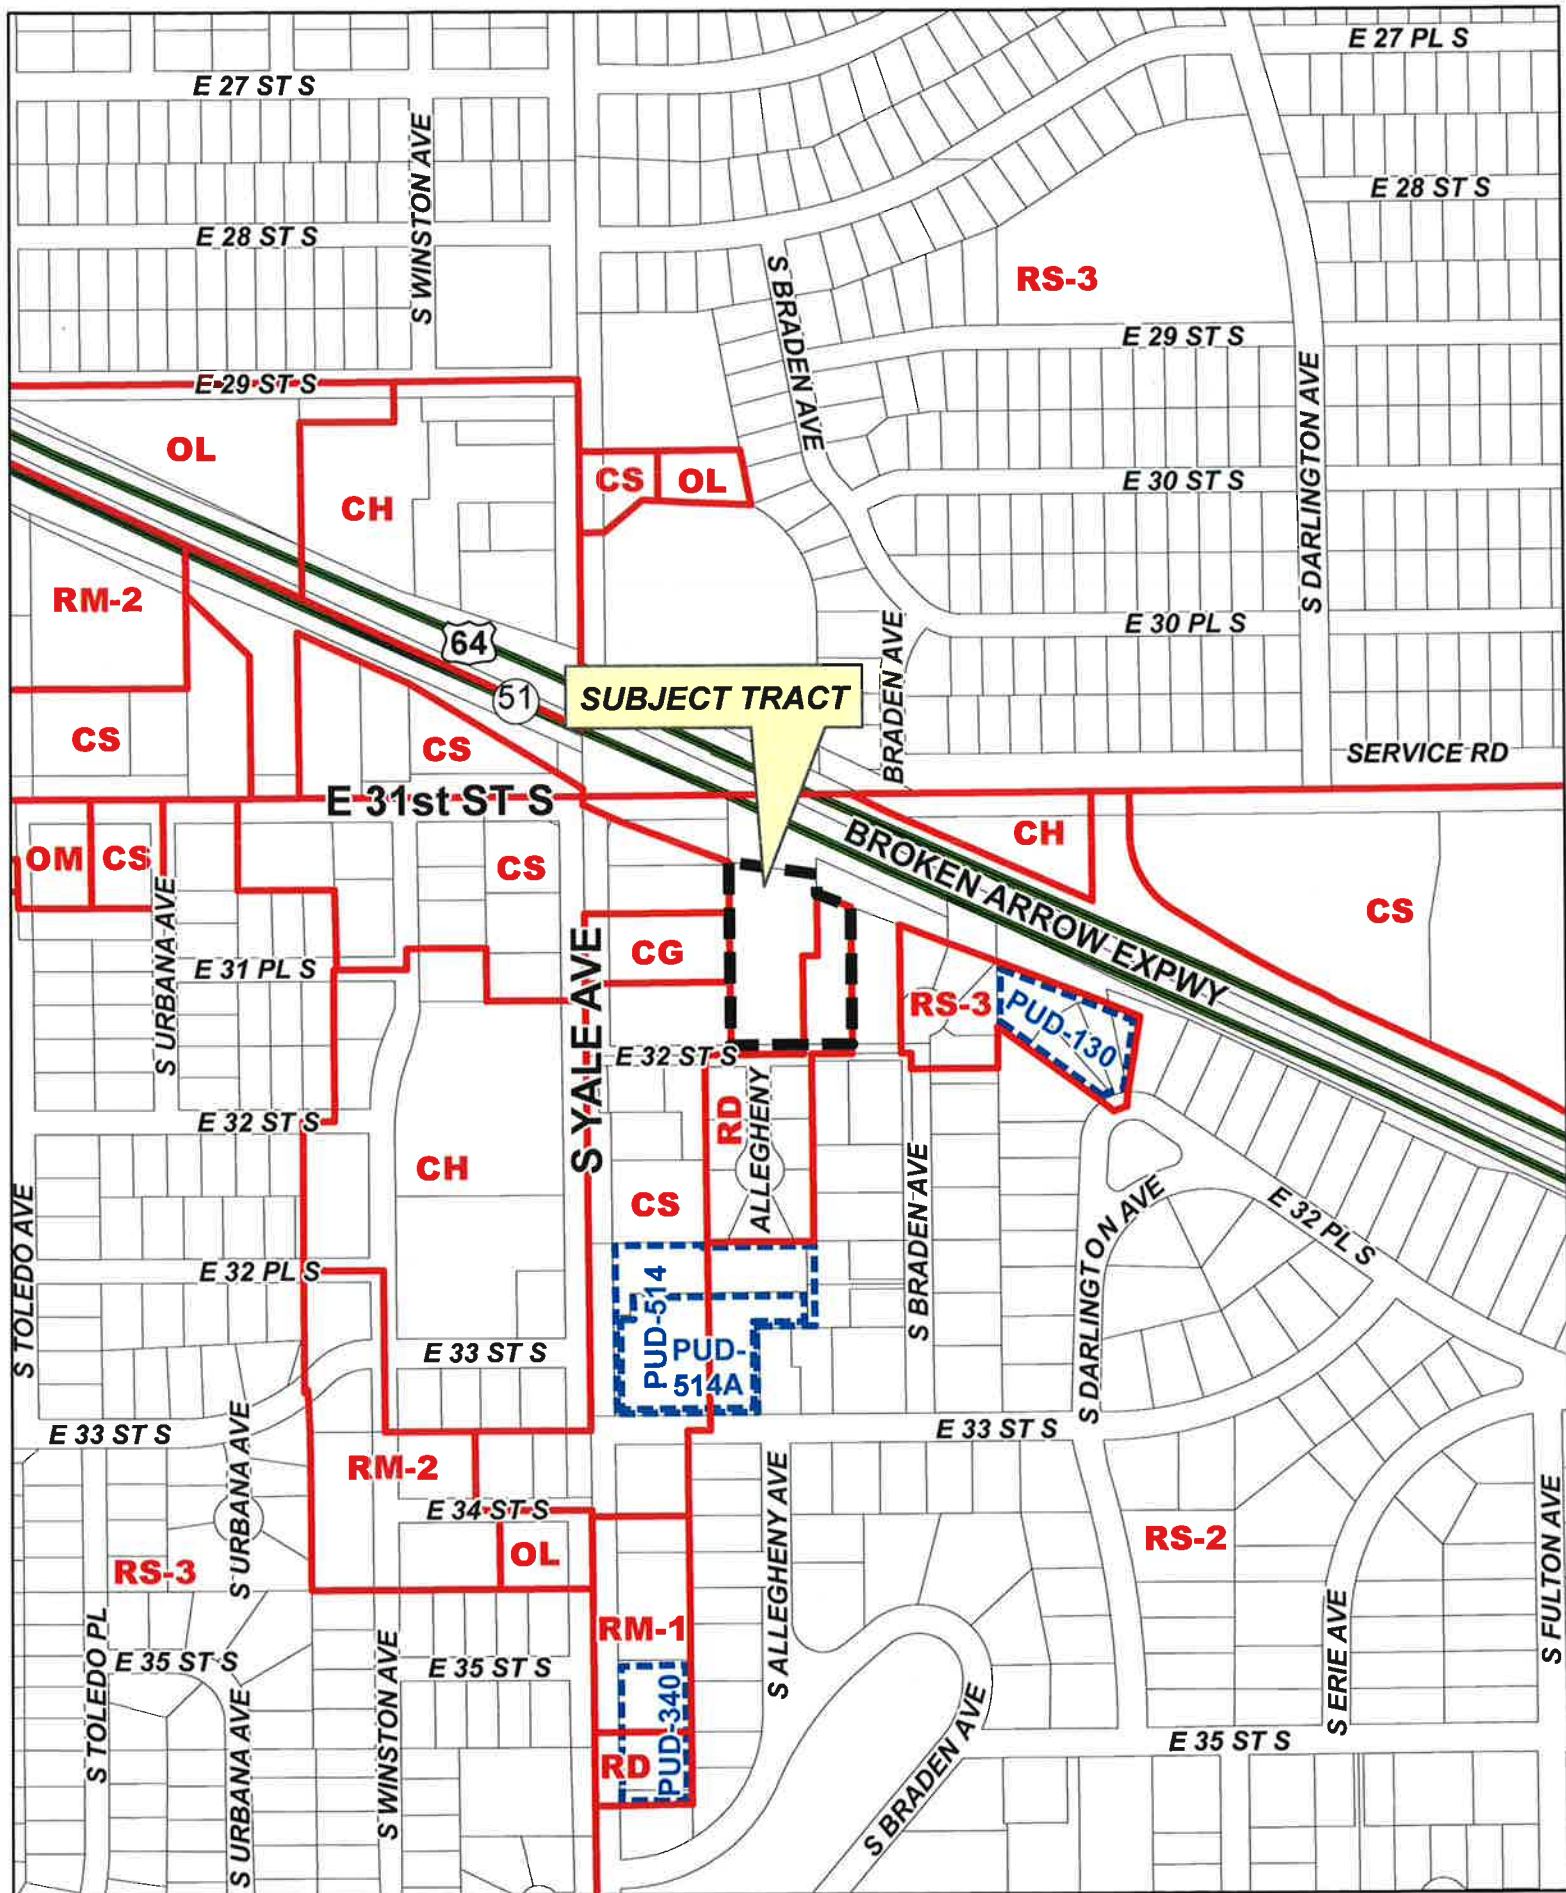 E 27 PL S
E 27 ST S
S WINSTON AVE
E 28 ST S
E 28 ST S
S BRADEN AVE
RS-3
E 29 ST S
E 29 ST S
S DARLINGTON AVE
OL
CH
CS
OL
E 30 ST S
RM-2
64
51
SUBJECT TRACT
BRADEN AVE
E 30 PL S
CS
CS
SERVICE RD
E 31st ST S
OM
CS
CS
BROKEN ARROW EXPWY
CH
CS
S URBANA AVE
E 31 PL S
S YALE AVE
CG
RS-3
PUD-130
E 32 ST S
E 32 ST S
RD
ALLEGHENY
CH
CS
S BRADEN AVE
S DARLINGTON AVE
E 32 PL S
S TOLEDO AVE
E 32 PL S
PUD-514
PUD-
514A
E 33 ST S
E 33 ST S
E 33 ST S
S URBANA AVE
RM-2
E 34 ST S
OL
RS-3
S ALLEGHENY AVE
RS-2
S FULTON AVE
S ERIE AVE
RM-1
S TOLEDO PL
E 35 ST S
S URBANA AVE
S WINSTON AVE
E 35 ST S
PUD-340
RD
S BRADEN AVE
E 35 ST S